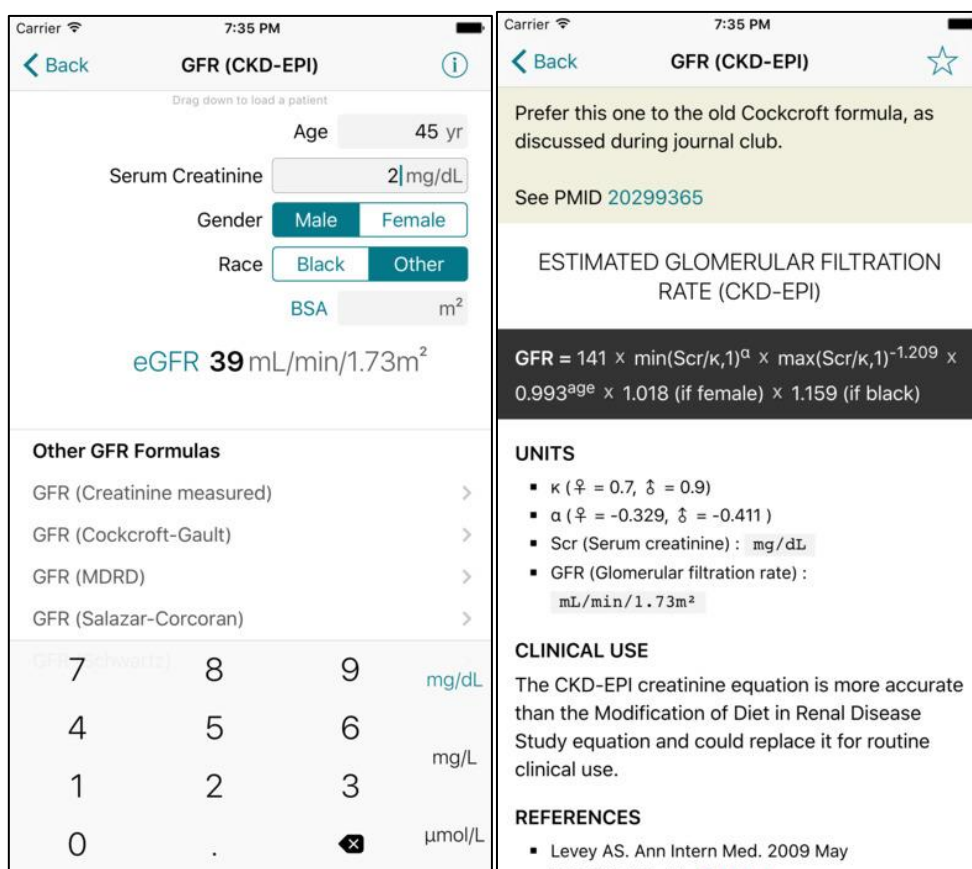 Carrier 7:35 PM
Back GFR (CKD-EPI)
Drag down to load a patient
Age 45 yr
Serum Creatinine 2 mg/dL
Gender Male Female
Race Black Other
BSA m²
eGFR 39 mL/min/1.73m²
Other GFR Formulas
GFR (Creatinine measured)
GFR (Cockcroft-Gault)
GFR (MDRD)
GFR (Salazar-Corcoran)
GFR (Schwartz)
7 8 9 mg/dL
4 5 6
mg/L
1 2 3
0 . µmol/L
Carrier 7:35 PM
Back GFR (CKD-EPI)
Prefer this one to the old Cockcroft formula, as
discussed during journal club.
See PMID 20299365
ESTIMATED GLOMERULAR FILTRATION
RATE (CKD-EPI)
GFR = 141 x min(Scr/κ,1)^α x max(Scr/κ,1)^-1.209 x
0.993^age x 1.018 (if female) x 1.159 (if black)
UNITS
▪ κ (♀ = 0.7, ♂ = 0.9)
▪ α (♀ = -0.329, ♂ = -0.411 )
▪ Scr (Serum creatinine) : mg/dL
▪ GFR (Glomerular filtration rate) :
mL/min/1.73m²
CLINICAL USE
The CKD-EPI creatinine equation is more accurate
than the Modification of Diet in Renal Disease
Study equation and could replace it for routine
clinical use.
REFERENCES
▪ Levey AS. Ann Intern Med. 2009 May